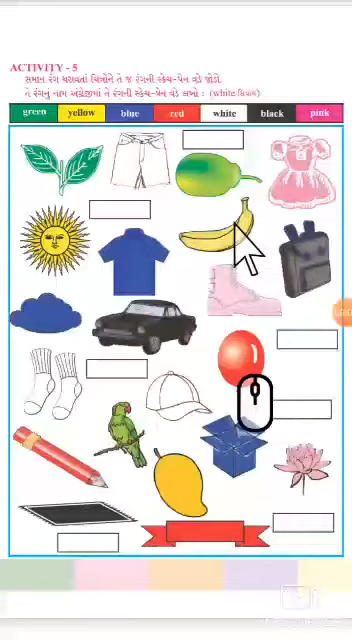 ACTIVITY - 5
સમાન રંગ ધરાવતાં ચિત્રોને તે જ રંગની સ્કેચ-પેન વડે જોડો.
તે રંગનું નામ અંગ્રેજીમાં તે રંગની સ્કેચ-પેન વડે લખો : (white સિવાય)
green yellow blue red white black pink